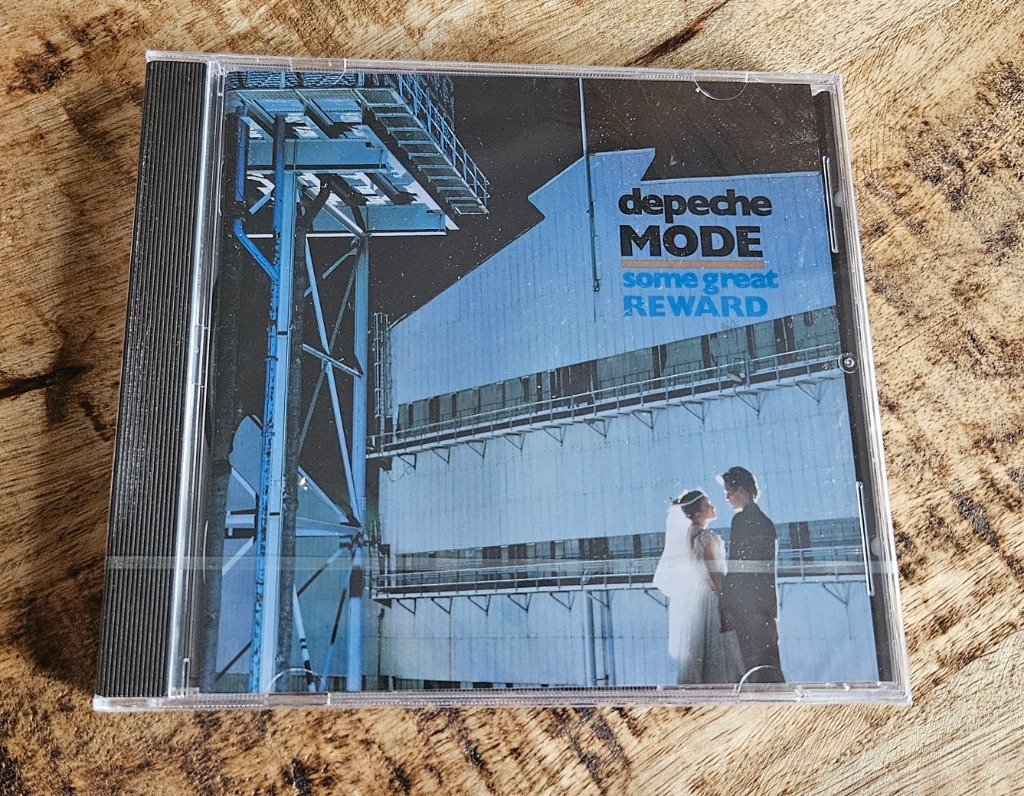 depeche
MODE
some great
REWARD